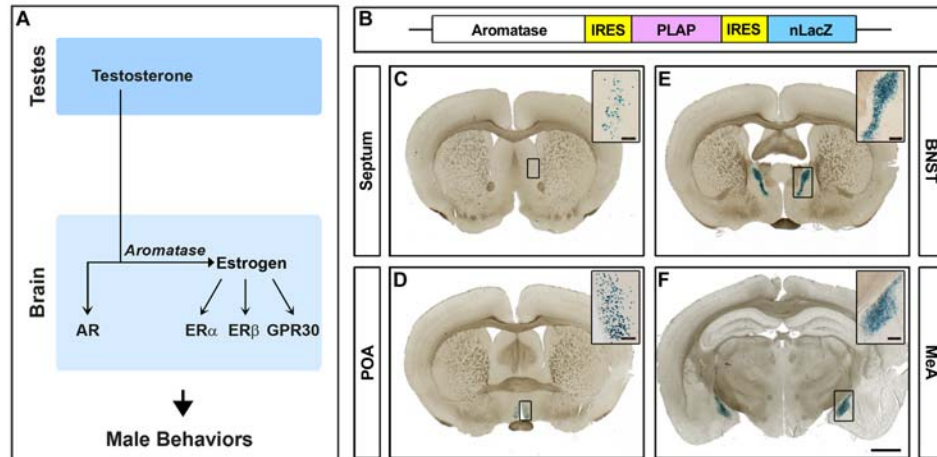 A
Testes
Testosterone
Brain
Aromatase
Estrogen
AR
ERα ERβ GPR30
Male Behaviors
B
Aromatase IRES PLAP IRES nLacZ
Septum
C
E
BNST
POA
D
F
MeA